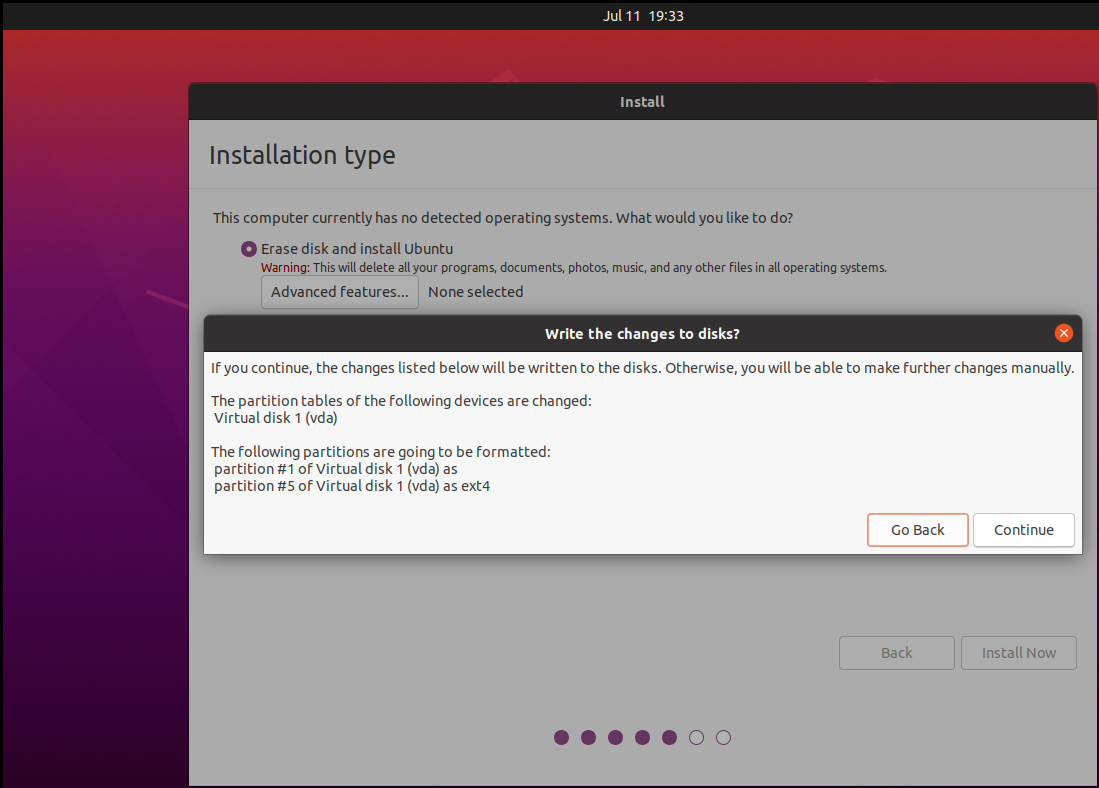 Jul 11 19:33
Install
Installation type
This computer currently has no detected operating systems. What would you like to do?
Erase disk and install Ubuntu
Warning: This will delete all your programs, documents, photos, music, and any other files in all operating systems.
Advanced features... None selected
Write the changes to disks?
If you continue, the changes listed below will be written to the disks. Otherwise, you will be able to make further changes manually.
The partition tables of the following devices are changed:
Virtual disk 1 (vda)
The following partitions are going to be formatted:
partition #1 of Virtual disk 1 (vda) as
partition #5 of Virtual disk 1 (vda) as ext4
Go Back Continue
Back Install Now